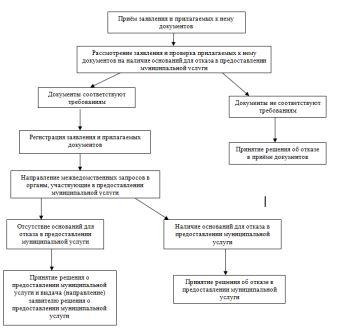 Приём заявления и прилагаемых к нему
документов
Рассмотрение заявления и проверка прилагаемых к нему
документов на наличие оснований для отказа в предоставлении
муниципальной услуги
Документы соответствуют
требованиям
Документы не соответствуют
требованиям
Регистрация заявления и прилагаемых
документов
Принятие решения об отказе
в приёме документов
Направление межведомственных запросов в
органы, участвующие в предоставлении
муниципальной услуги
Отсутствие оснований для
отказа в предоставлении
муниципальной услуги
Наличие оснований для отказа в
предоставлении муниципальной
услуги
Принятие решения о
предоставлении муниципальной
услуги и выдача (направление)
заявителю решения о
предоставлении муниципальной
услуги
Принятие решения об отказе в
предоставлении муниципальной
услуги